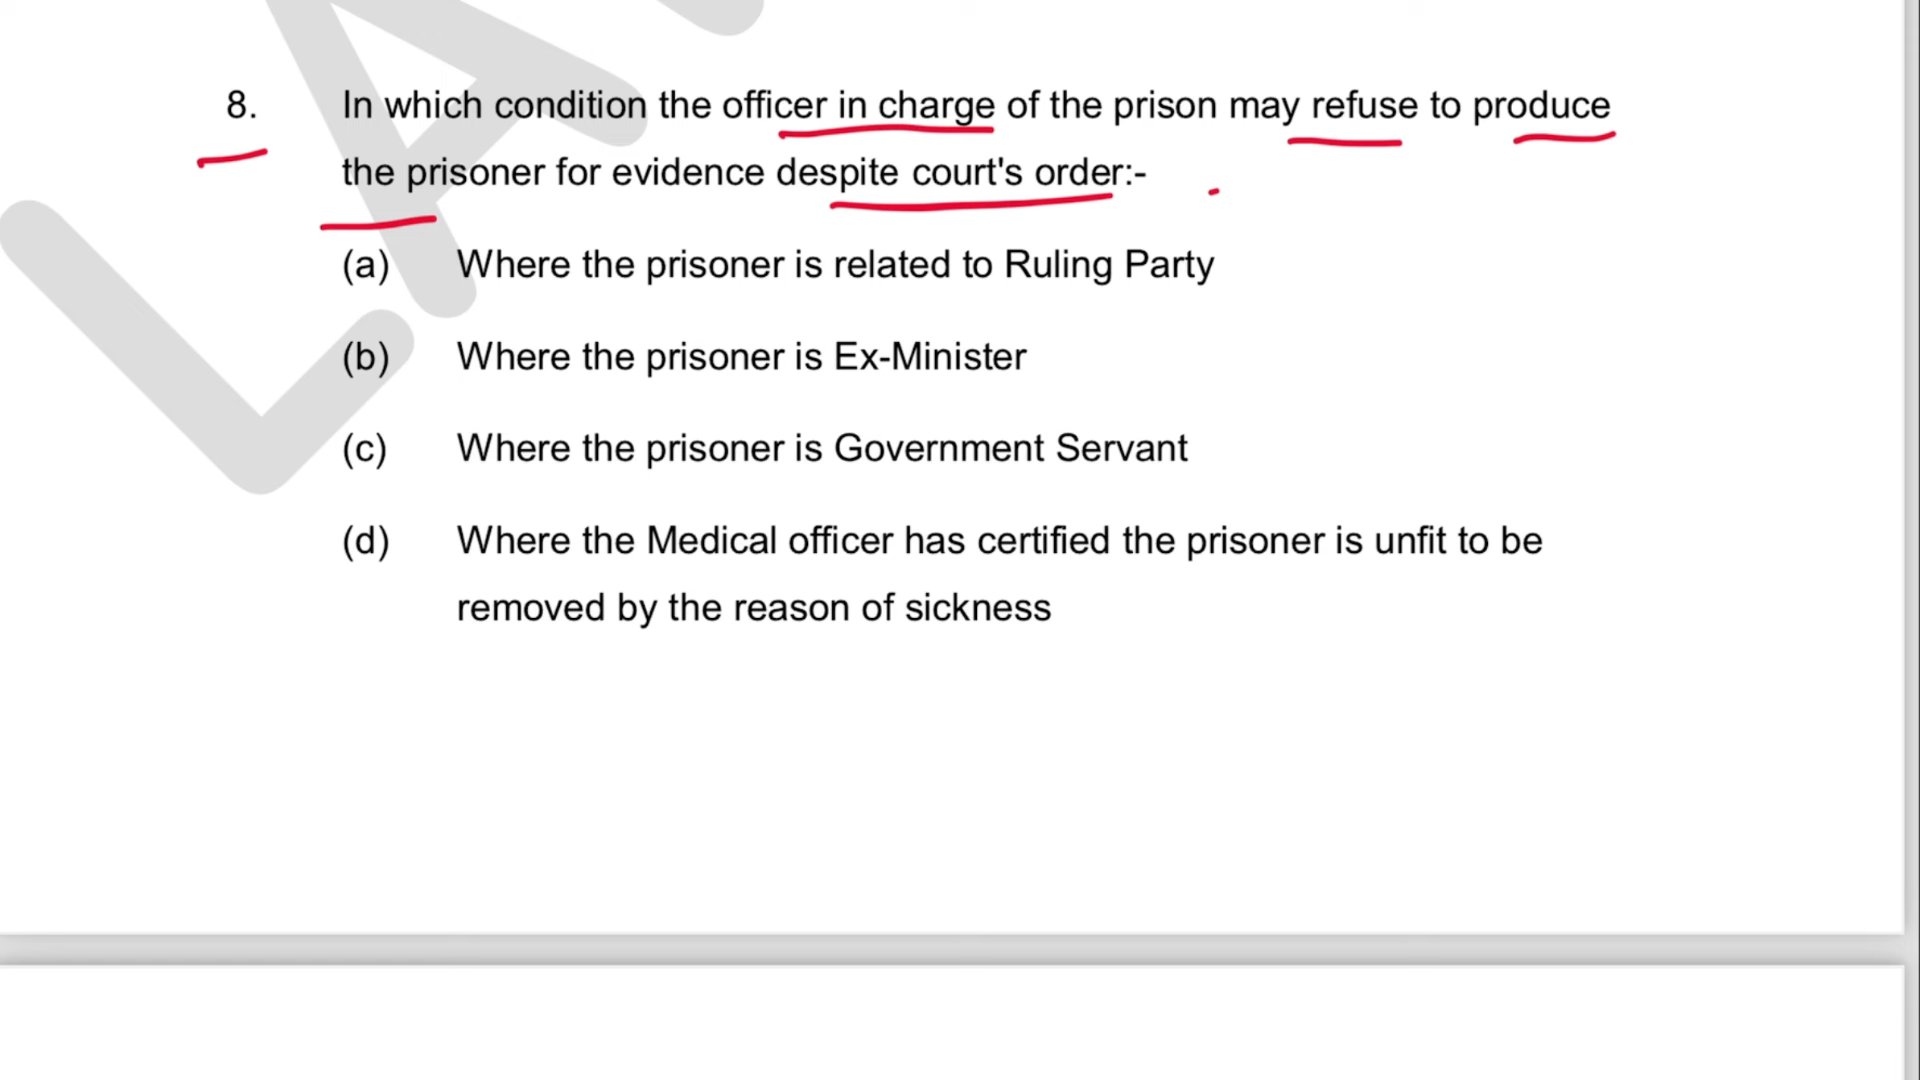 8. In which condition the officer in charge of the prison may refuse to produce
the prisoner for evidence despite court's order:-
(a) Where the prisoner is related to Ruling Party
(b) Where the prisoner is Ex-Minister
(c) Where the prisoner is Government Servant
(d) Where the Medical officer has certified the prisoner is unfit to be
removed by the reason of sickness